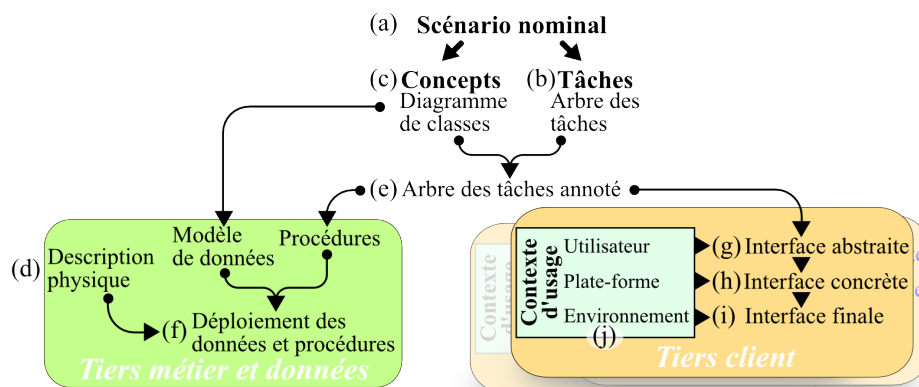 (a) Scénario nominal
(c) Concepts
(b) Tâches
Diagramme
de classes
Arbre des
tâches
(e) Arbre des tâches annoté
(d)
Description
physique
Modèle
de données
Procédures
(f) Déploiement des
données et procédures
Tiers métier et données
Contexte
d'usage
Contexte
d'usage
Utilisateur
Plate-forme
Environnement
(j)
(g) Interface abstraite
(h) Interface concrète
(i) Interface finale
Tiers client